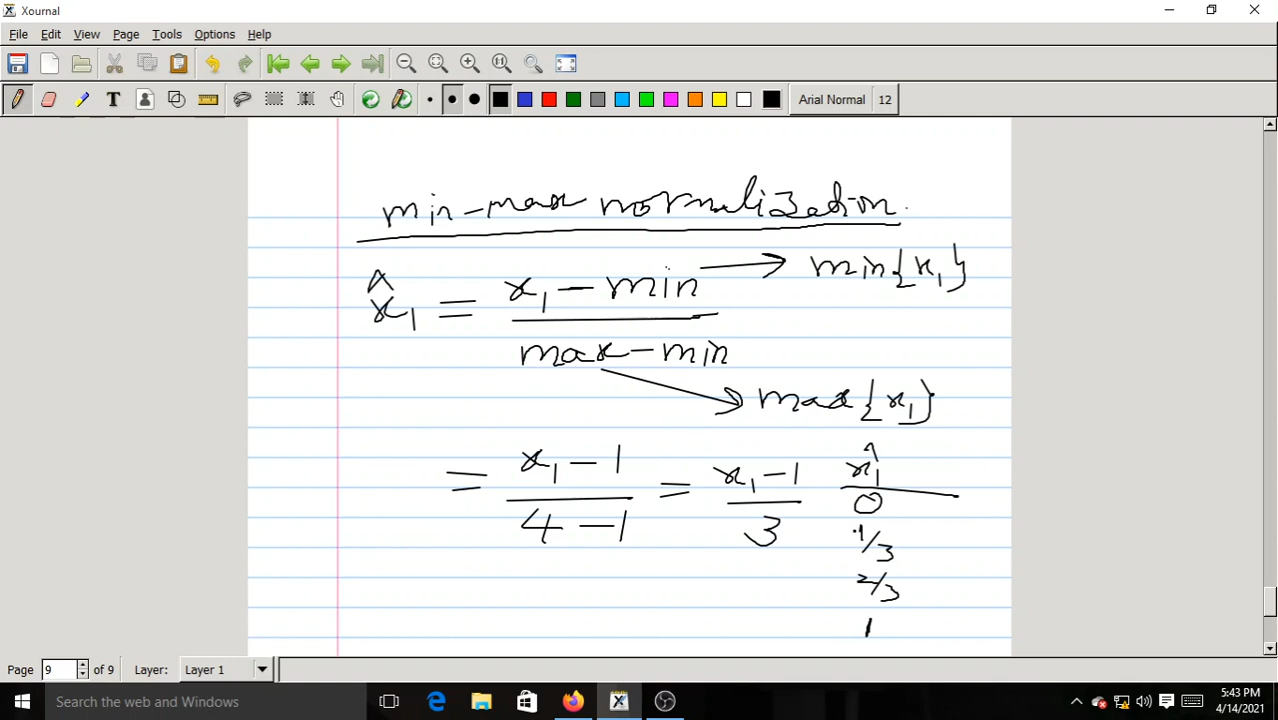 Xournal
File Edit View Page Tools Options Help
Arial Normal 12
min-max normalization
x̂₁ = (x₁ - min) / (max - min)
→ min{x₁}
→ max{x₁}
= (x₁ - 1) / (4 - 1) = (x₁ - 1) / 3
x̂₁
0
1/3
2/3
1
Page 9 of 9 Layer: Layer 1
Search the web and Windows
5:43 PM
4/14/2021